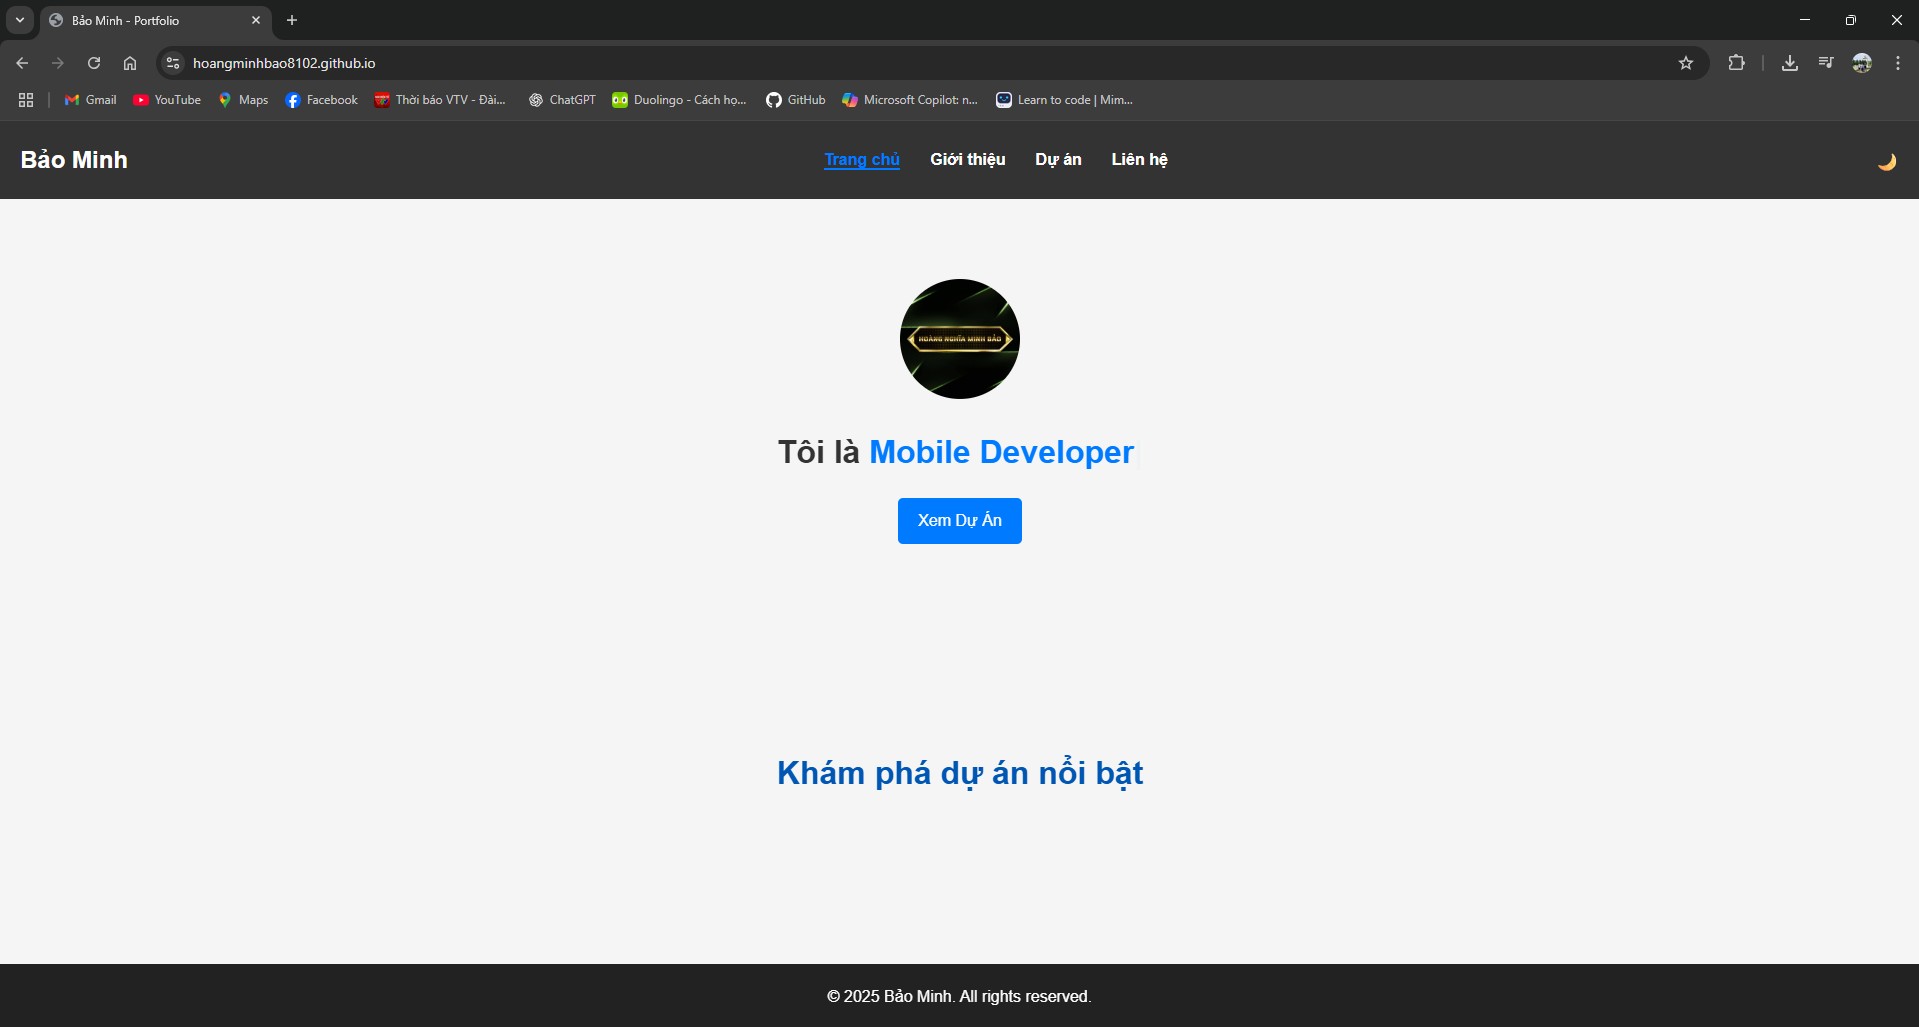 Bảo Minh - Portfolio
hoangminhbao8102.github.io
Gmail YouTube Maps Facebook Thời báo VTV - Đài... ChatGPT Duolingo - Cách họ... GitHub Microsoft Copilot: n... Learn to code | Mim...
Bảo Minh Trang chủ Giới thiệu Dự án Liên hệ
HOÀNG NGHĨA MINH BẢO
Tôi là Mobile Developer
Xem Dự Án
Khám phá dự án nổi bật
© 2025 Bảo Minh. All rights reserved.